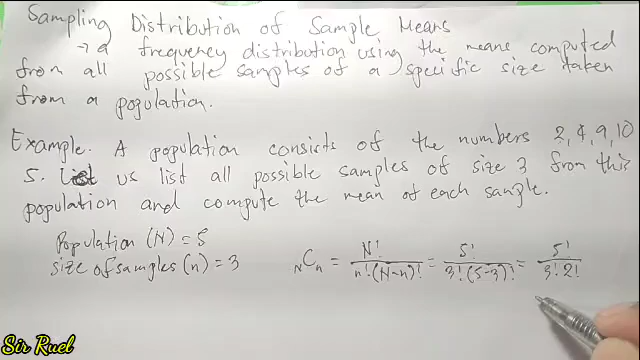 Sampling Distribution of Sample Means
→ a frequency distribution using the means computed
from all possible samples of a specific size taken
from a population.
Example. A population consists of the numbers 2, 4, 9, 10
5. Let us list all possible samples of size 3 from this
population and compute the mean of each sample.
Population (N) = 5
size of samples (n) = 3
NCn = N! / n!(N-n)! = 5! / 3!(5-3)! = 5! / 3!2!
Sir Ruel